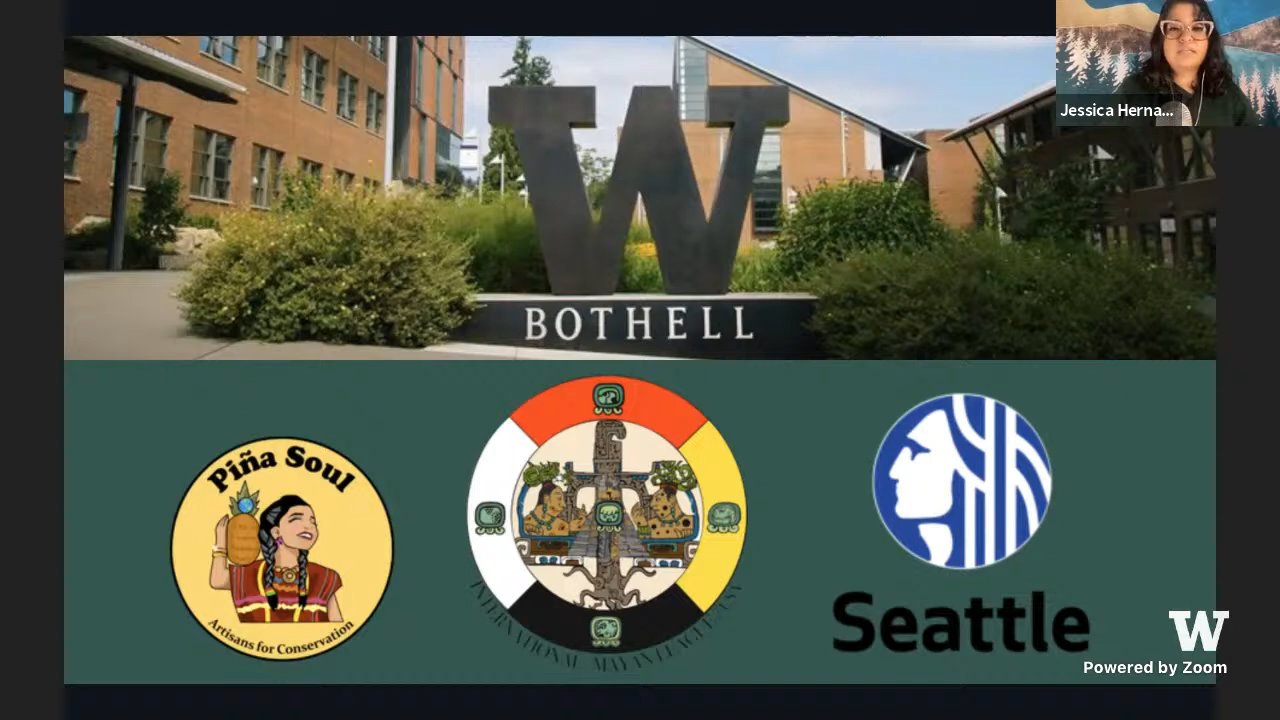 Jessica Herna...
W
BOTHELL
Piña Soul
Artisans for Conservation
INTERNATIONAL MAYAN LEAGUE/USA
Seattle
W
Powered by Zoom